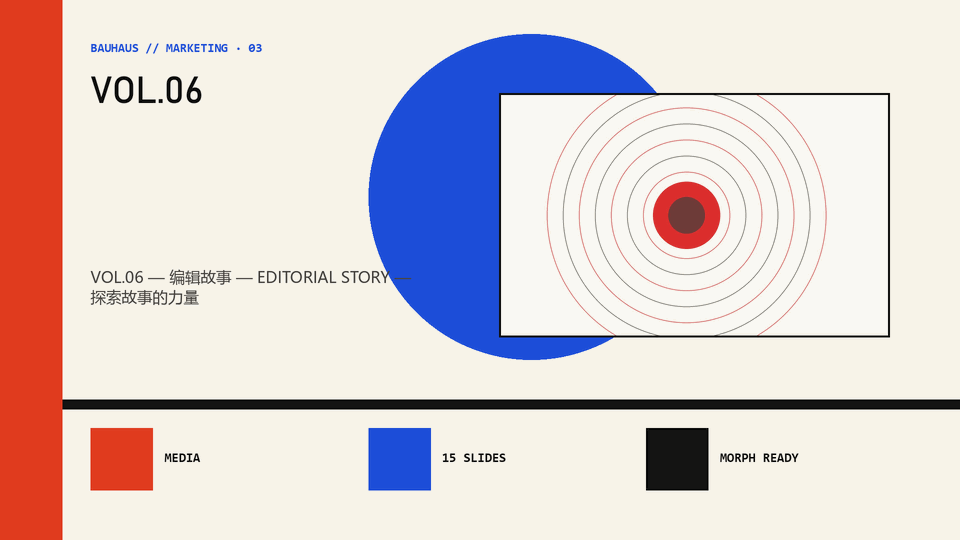 BAUHAUS // MARKETING · 03
VOL.06
VOL.06 — 编辑故事 — EDITORIAL STORY —
探索故事的力量
MEDIA
15 SLIDES
MORPH READY